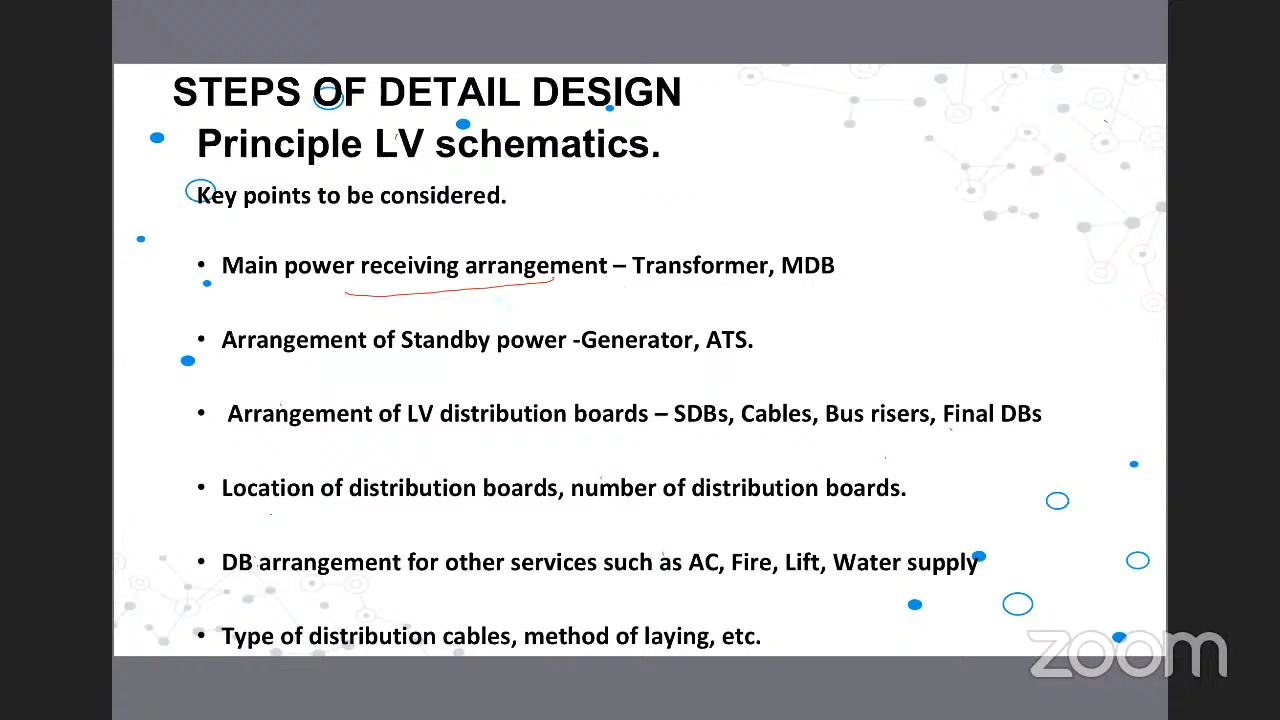 STEPS OF DETAIL DESIGN
Principle LV schematics.
Key points to be considered.
• Main power receiving arrangement – Transformer, MDB
• Arrangement of Standby power -Generator, ATS.
• Arrangement of LV distribution boards – SDBs, Cables, Bus risers, Final DBs
• Location of distribution boards, number of distribution boards.
• DB arrangement for other services such as AC, Fire, Lift, Water supply
• Type of distribution cables, method of laying, etc.
zoom